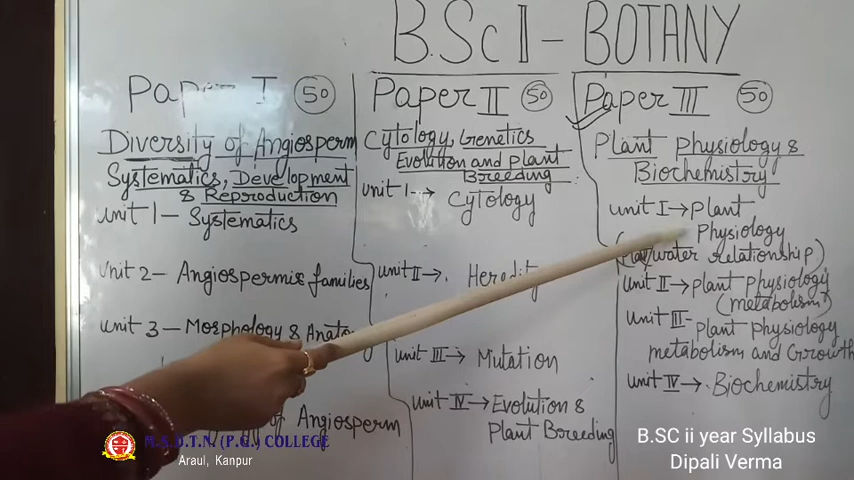 B.Sc II - BOTANY
Paper I 50
Diversity of Angiosperm
Systematics, Development
& Reproduction
Unit 1 - Systematics
Unit 2 - Angiospermic families
Unit 3 - Morphology &
of Angiosperm
Paper II 50
Cytology, Genetics
Evolution and Plant
Breeding
Unit I → Cytology
Unit II → Heredity
Unit III → Mutation
Unit IV → Evolution &
Plant Breeding
Paper III 50
Plant Physiology &
Biochemistry
Unit I → Plant
Physiology
water relationship)
Unit II → Plant Physiology
(metabolism)
Unit III - Plant Physiology
metabolism and Growth
Unit IV → Biochemistry
(P.G.) COLLEGE
Araul, Kanpur
B.SC ii year Syllabus
Dipali Verma